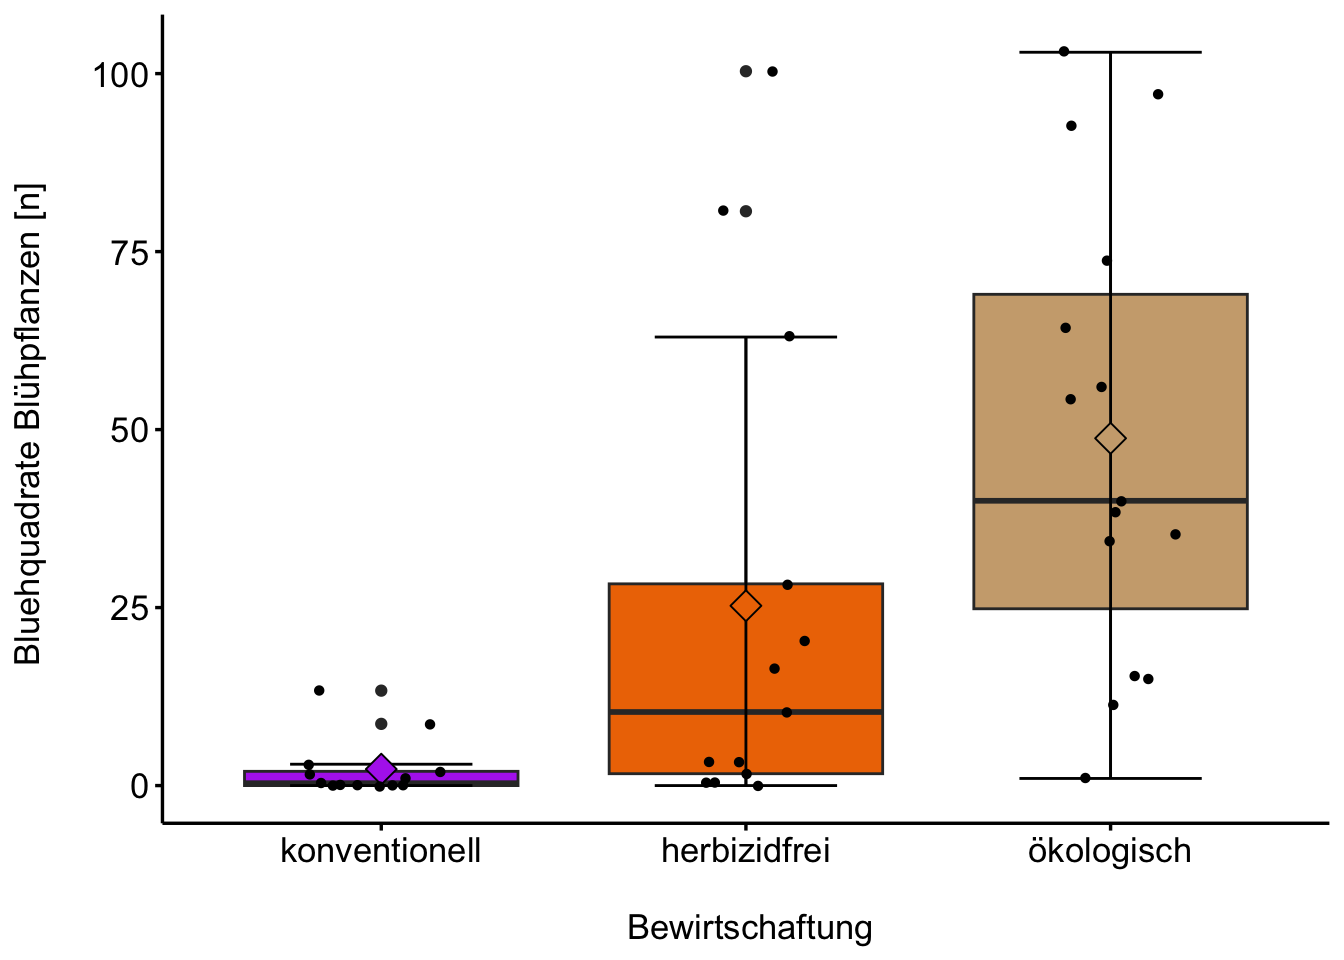 Bluehquadrate Blühpflanzen [n]
100
75
50
25
0
konventionell herbizidfrei ökologisch
Bewirtschaftung